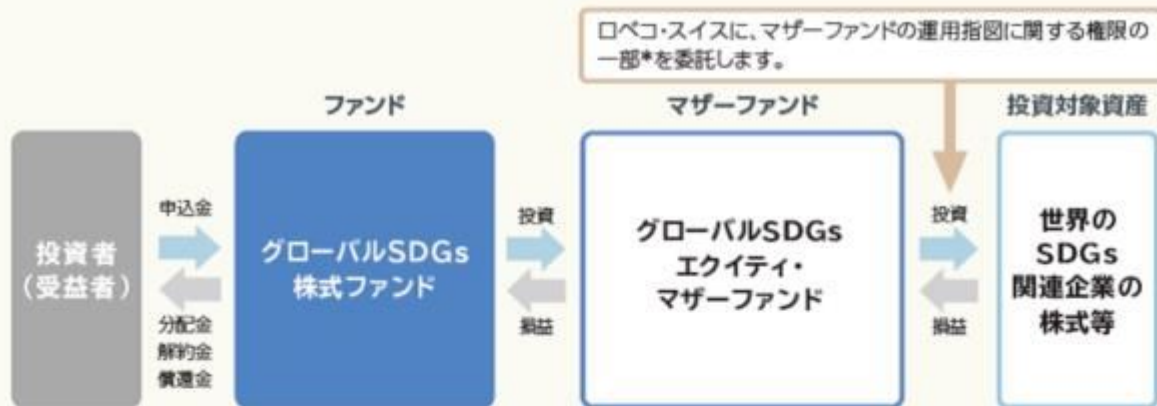 ロベコ・スイスに、マザーファンドの運用指図に関する権限の
一部*を委託します。
ファンド
マザーファンド
投資対象資産
投資者
(受益者)
申込金
分配金
解約金
償還金
グローバルSDGs
株式ファンド
投資
損益
グローバルSDGs
エクイティ・
マザーファンド
投資
損益
世界の
SDGs
関連企業の
株式等